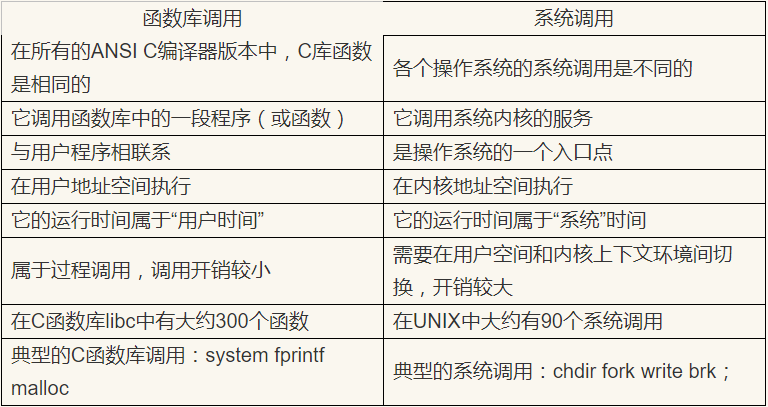 函数库调用
系统调用
在所有的ANSI C编译器版本中，C库函数
是相同的
各个操作系统的系统调用是不同的
它调用函数库中的一段程序（或函数）
它调用系统内核的服务
与用户程序相联系
是操作系统的一个入口点
在用户地址空间执行
在内核地址空间执行
它的运行时间属于“用户时间”
它的运行时间属于“系统”时间
属于过程调用，调用开销较小
需要在用户空间和内核上下文环境间切
换，开销较大
在C函数库libc中有大约300个函数
在UNIX中大约有90个系统调用
典型的C函数库调用：system fprintf
malloc
典型的系统调用：chdir fork write brk；